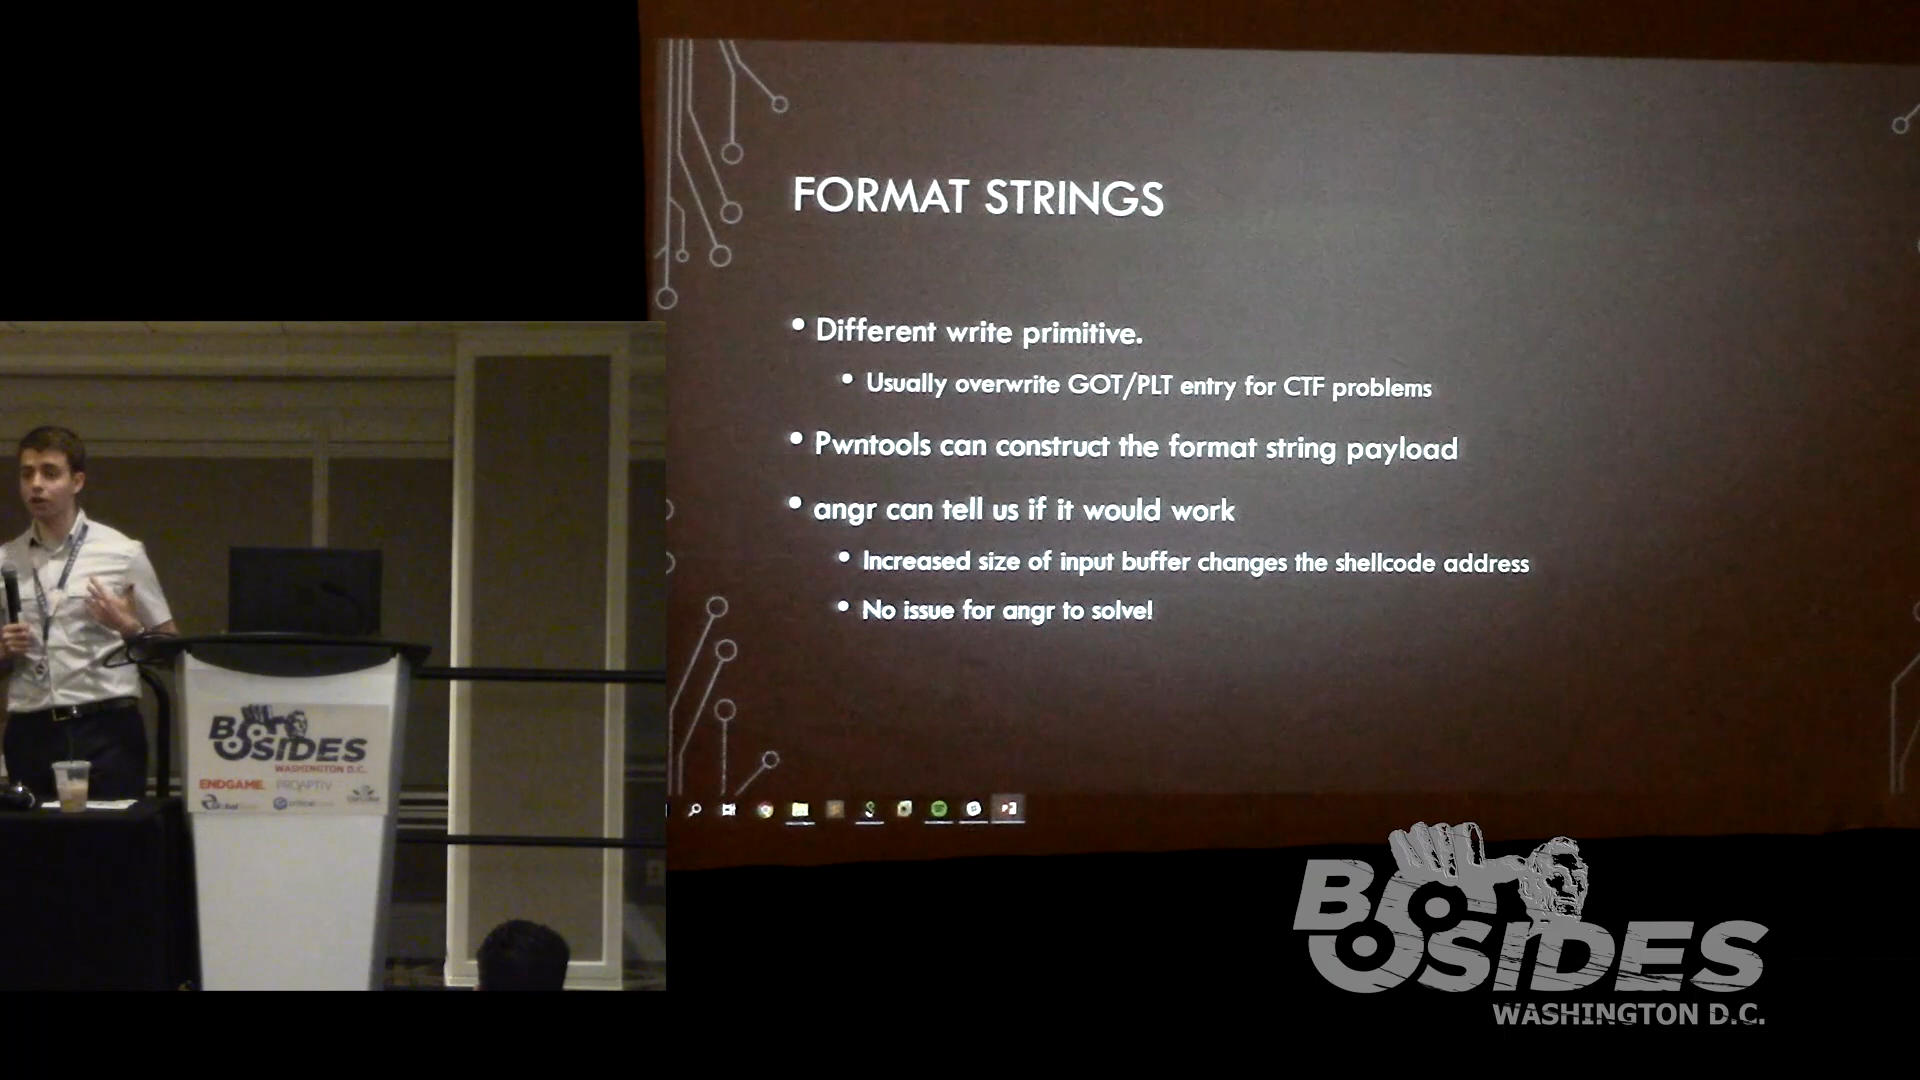 FORMAT STRINGS
• Different write primitive.
• Usually overwrite GOT/PLT entry for CTF problems
• Pwntools can construct the format string payload
• angr can tell us if it would work
• Increased size of input buffer changes the shellcode address
• No issue for angr to solve!
BSIDES
WASHINGTON D.C.
ENDGAME.
PROAPTIV
BSIDES
WASHINGTON D.C.